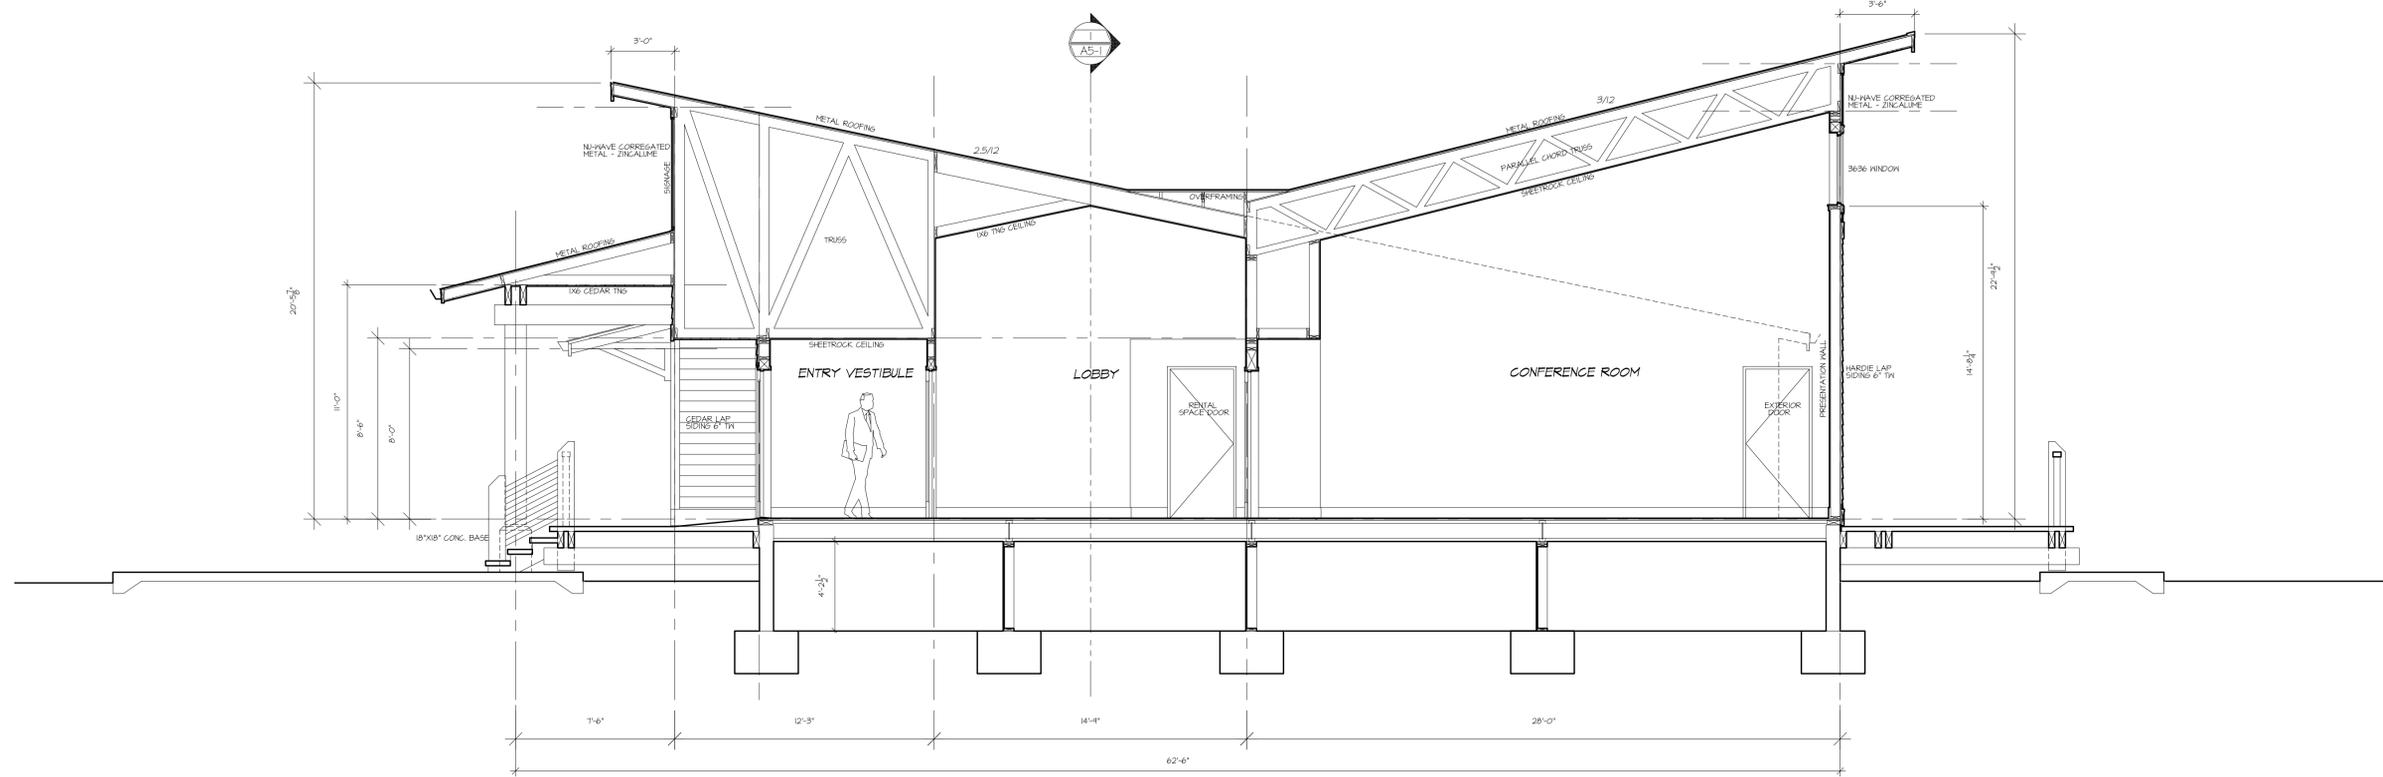 3'-6"
1
A5-1
3'-0"
NU-WAVE CORREGATED
METAL - ZINCALUME
3/12
METAL ROOFING
METAL ROOFING
2.5/12
NU-WAVE CORREGATED
METAL - ZINCALUME
SIGNAGE
PARALLEL CHORD TRUSS
SHEETROCK CEILING
3636 WINDOW
OVERFRAMING
1X6 TNG CEILING
TRUSS
METAL ROOFING
1X6 CEDAR TNG
20'-5 7/8"
22'-9 1/2"
SHEETROCK CEILING
ENTRY VESTIBULE
LOBBY
CONFERENCE ROOM
PRESENTATION WALL
HARDIE LAP
SIDING 6" TW
14'-8 1/4"
11'-0"
8'-6"
8'-0"
CEDAR LAP
SIDING 6" TW
RENTAL
SPACE DOOR
EXTERIOR
DOOR
18"X18" CONC. BASE
4'-2 1/2"
7'-6"
12'-3"
14'-9"
28'-0"
62'-6"